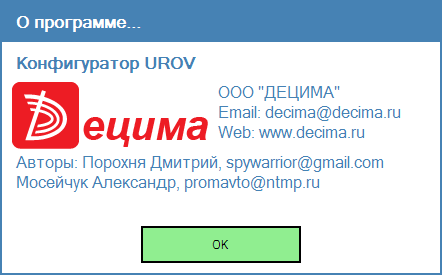 О программе...
Конфигуратор UROV
Децима
ООО "ДЕЦИМА"
Email: decima@decima.ru
Web: www.decima.ru
Авторы: Порохня Дмитрий, spywarrior@gmail.com
Мосейчук Александр, promavto@ntmp.ru
OK